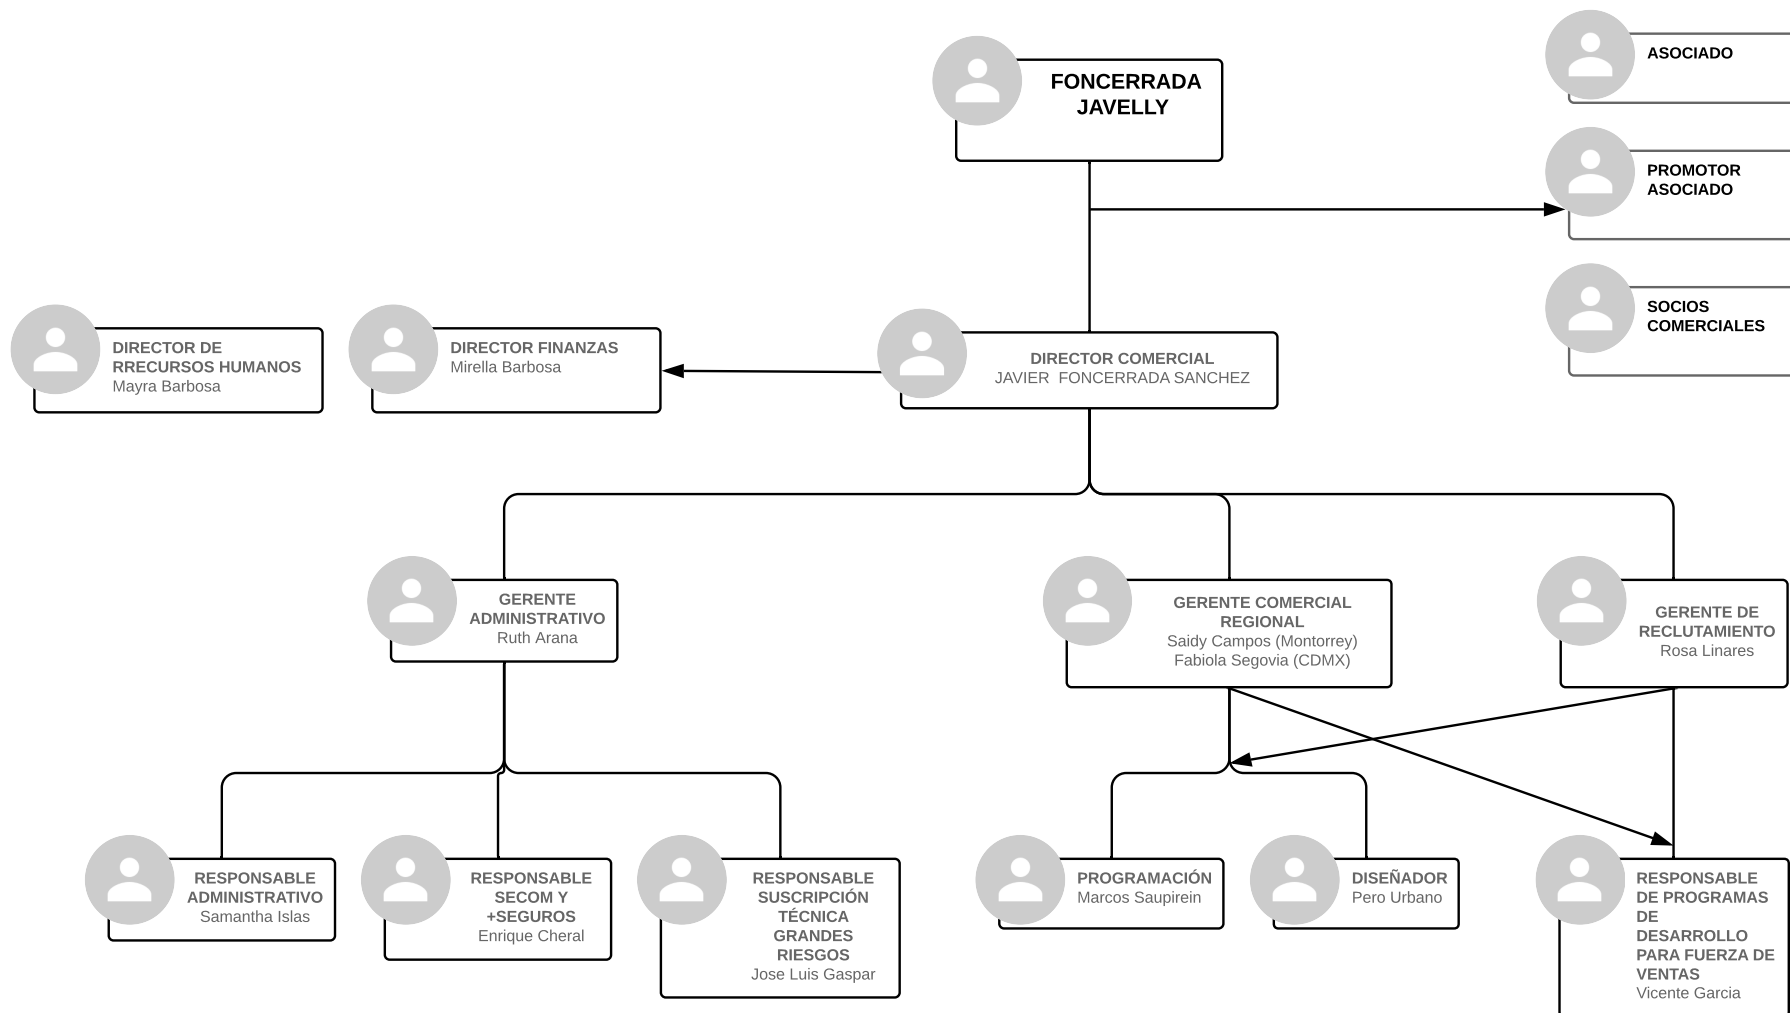 FONCERRADA
JAVELLY
ASOCIADO
PROMOTOR
ASOCIADO
SOCIOS
COMERCIALES
DIRECTOR DE
RRECURSOS HUMANOS
Mayra Barbosa
DIRECTOR FINANZAS
Mirella Barbosa
DIRECTOR COMERCIAL
JAVIER FONCERRADA SANCHEZ
GERENTE
ADMINISTRATIVO
Ruth Arana
GERENTE COMERCIAL
REGIONAL
Saidy Campos (Montorrey)
Fabiola Segovia (CDMX)
GERENTE DE
RECLUTAMIENTO
Rosa Linares
RESPONSABLE
ADMINISTRATIVO
Samantha Islas
RESPONSABLE
SECOM Y
+SEGUROS
Enrique Cheral
RESPONSABLE
SUSCRIPCIÓN
TÉCNICA
GRANDES
RIESGOS
Jose Luis Gaspar
PROGRAMACIÓN
Marcos Saupirein
DISEÑADOR
Pero Urbano
RESPONSABLE
DE PROGRAMAS
DE
DESARROLLO
PARA FUERZA DE
VENTAS
Vicente Garcia